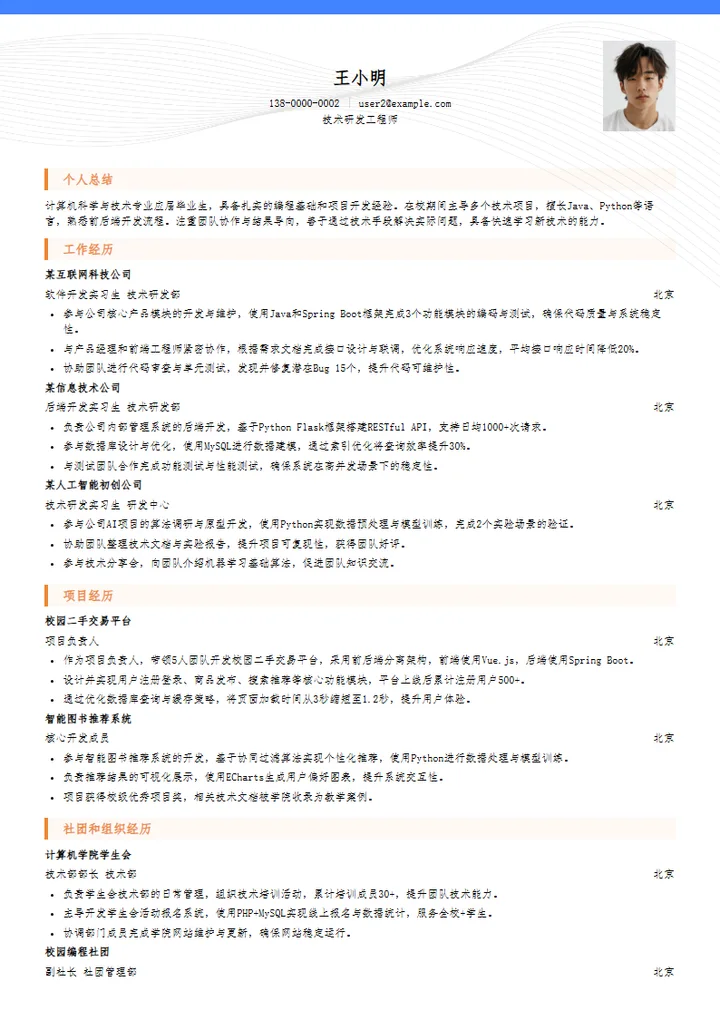 王小明
138-0000-0002 | user2@example.com
技术研发工程师
个人总结
计算机科学与技术专业应届毕业生，具备扎实的编程基础和项目开发经验。在校期间主导多个技术项目，擅长Java、Python等语
言，熟悉前后端开发流程。注重团队协作与结果导向，善于通过技术手段解决实际问题，具备快速学习新技术的能力。
工作经历
某互联网科技公司
软件开发实习生 技术研发部 北京
• 参与公司核心产品模块的开发与维护，使用Java和Spring Boot框架完成3个功能模块的编码与测试，确保代码质量与系统稳定
性。
• 与产品经理和前端工程师紧密协作，根据需求文档完成接口设计与联调，优化系统响应速度，平均接口响应时间降低20%。
• 协助团队进行代码审查与单元测试，发现并修复潜在Bug 15个，提升代码可维护性。
某信息技术公司
后端开发实习生 技术研发部 北京
• 负责公司内部管理系统的后端开发，基于Python Flask框架搭建RESTful API，支持日均1000+次请求。
• 参与数据库设计与优化，使用MySQL进行数据建模，通过索引优化将查询效率提升30%。
• 与测试团队合作完成功能测试与性能测试，确保系统在高并发场景下的稳定性。
某人工智能初创公司
技术研发实习生 研发中心 北京
• 参与公司AI项目的算法调研与原型开发，使用Python实现数据预处理与模型训练，完成2个实验场景的验证。
• 协助团队整理技术文档与实验报告，提升项目可复现性，获得团队好评。
• 参与技术分享会，向团队介绍机器学习基础算法，促进团队知识交流。
项目经历
校园二手交易平台
项目负责人 北京
• 作为项目负责人，带领5人团队开发校园二手交易平台，采用前后端分离架构，前端使用Vue.js，后端使用Spring Boot。
• 设计并实现用户注册登录、商品发布、搜索推荐等核心功能模块，平台上线后累计注册用户500+。
• 通过优化数据库查询与缓存策略，将页面加载时间从3秒缩短至1.2秒，提升用户体验。
智能图书推荐系统
核心开发成员 北京
• 参与智能图书推荐系统的开发，基于协同过滤算法实现个性化推荐，使用Python进行数据处理与模型训练。
• 负责推荐结果的可视化展示，使用ECharts生成用户偏好图表，提升系统交互性。
• 项目获得校级优秀项目奖，相关技术文档被学院收录为教学案例。
社团和组织经历
计算机学院学生会
技术部部长 技术部 北京
• 负责学生会技术部的日常管理，组织技术培训活动，累计培训成员30+，提升团队技术能力。
• 主导开发学生会活动报名系统，使用PHP+MySQL实现线上报名与数据统计，服务全校+学生。
• 协调部门成员完成学院网站维护与更新，确保网站稳定运行。
校园编程社团
副社长 社团管理部 北京